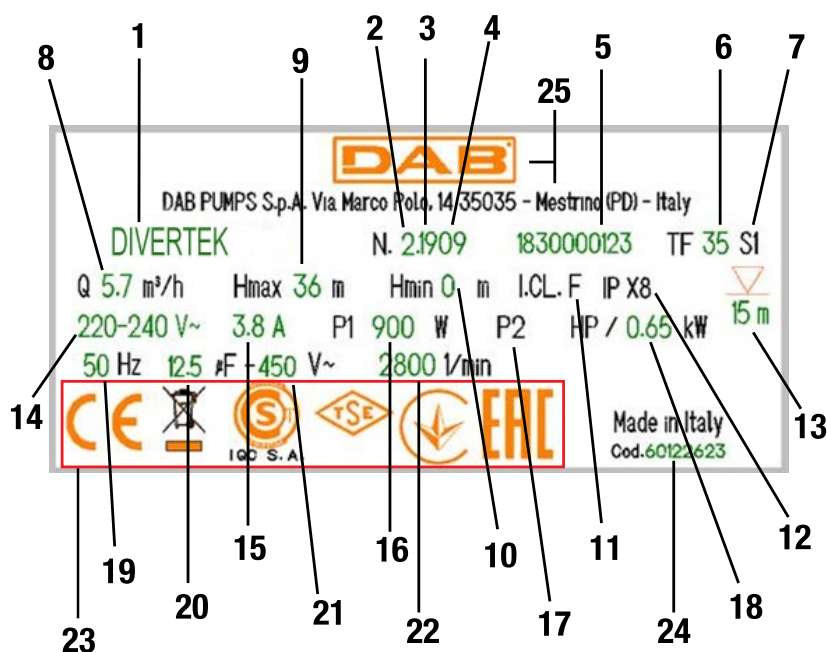 1 2 3 4 5 6 7
8 9 25
DAB
DAB PUMPS S.p.A. Via Marco Polo, 14 35035 - Mestrino (PD) - Italy
DIVERTEK N. 2.1909 1830000123 TF 35 S1
Q 5.7 m³/h Hmax 36 m Hmin 0 m I.CL. F IP X8
220-240 V~ 3.8 A P1 900 W P2 HP / 0.65 kW 15 m
50 Hz 12.5 µF - 450 V~ 2800 1/min
CE TSE EAC
IQC S.A.
Made in Italy
Cod.60122623
14 13
15 16 10 11 12
19 20 21 22 17 18
23 24